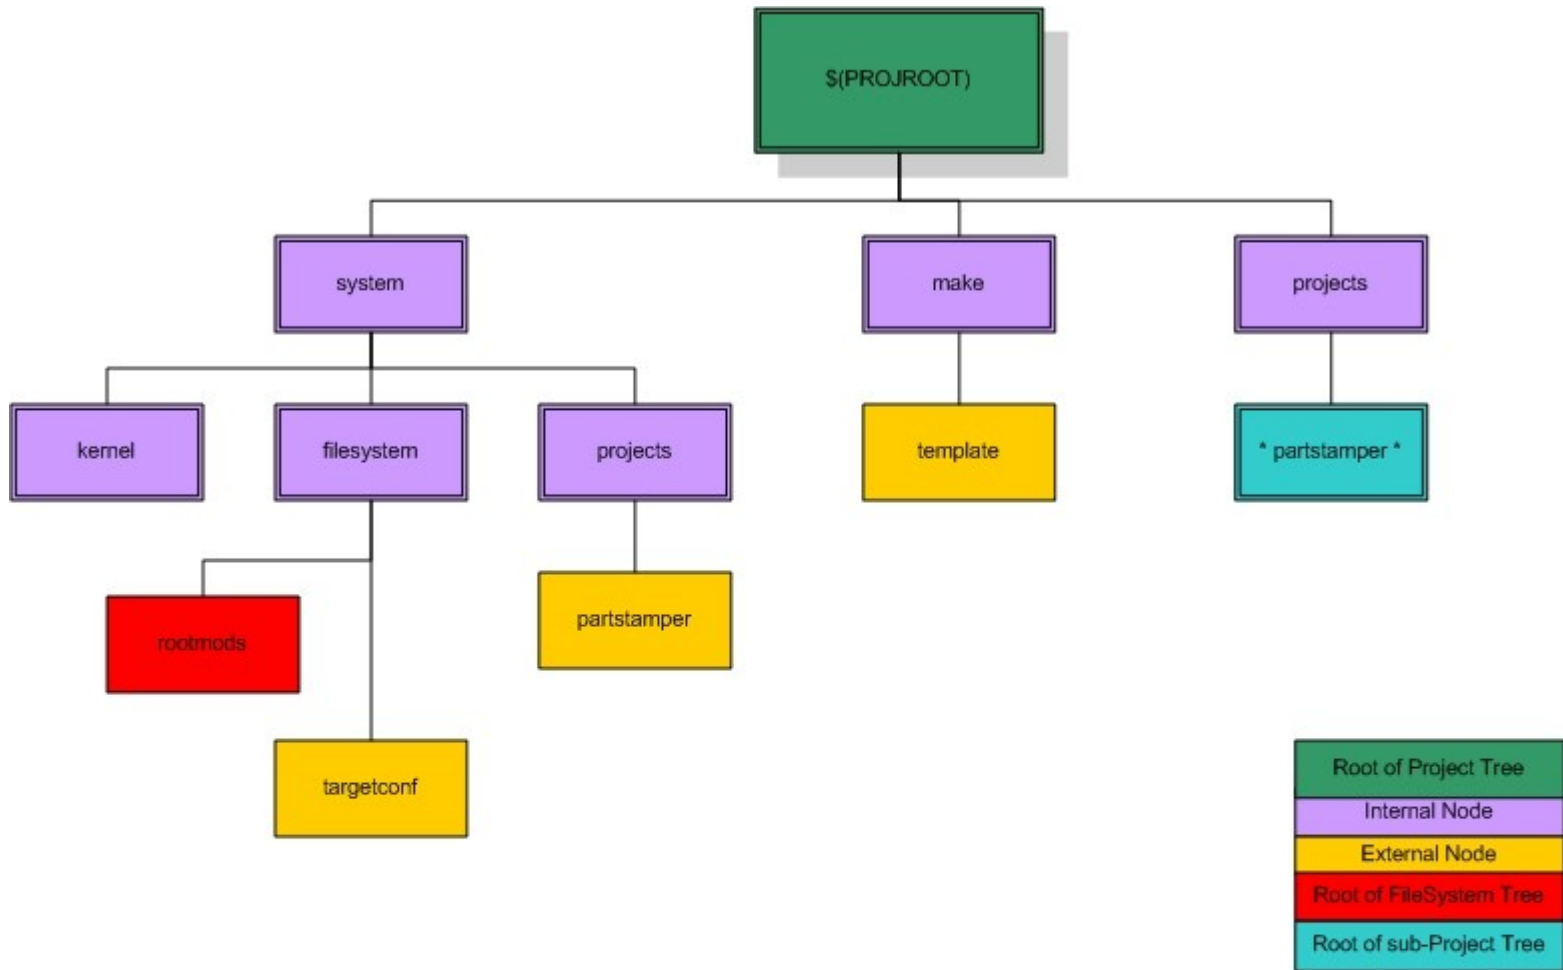 $(PROJROOT)
system
make
projects
kernel
filesystem
projects
template
* partstamper *
rootmods
partstamper
targetconf
Root of Project Tree
Internal Node
External Node
Root of FileSystem Tree
Root of sub-Project Tree